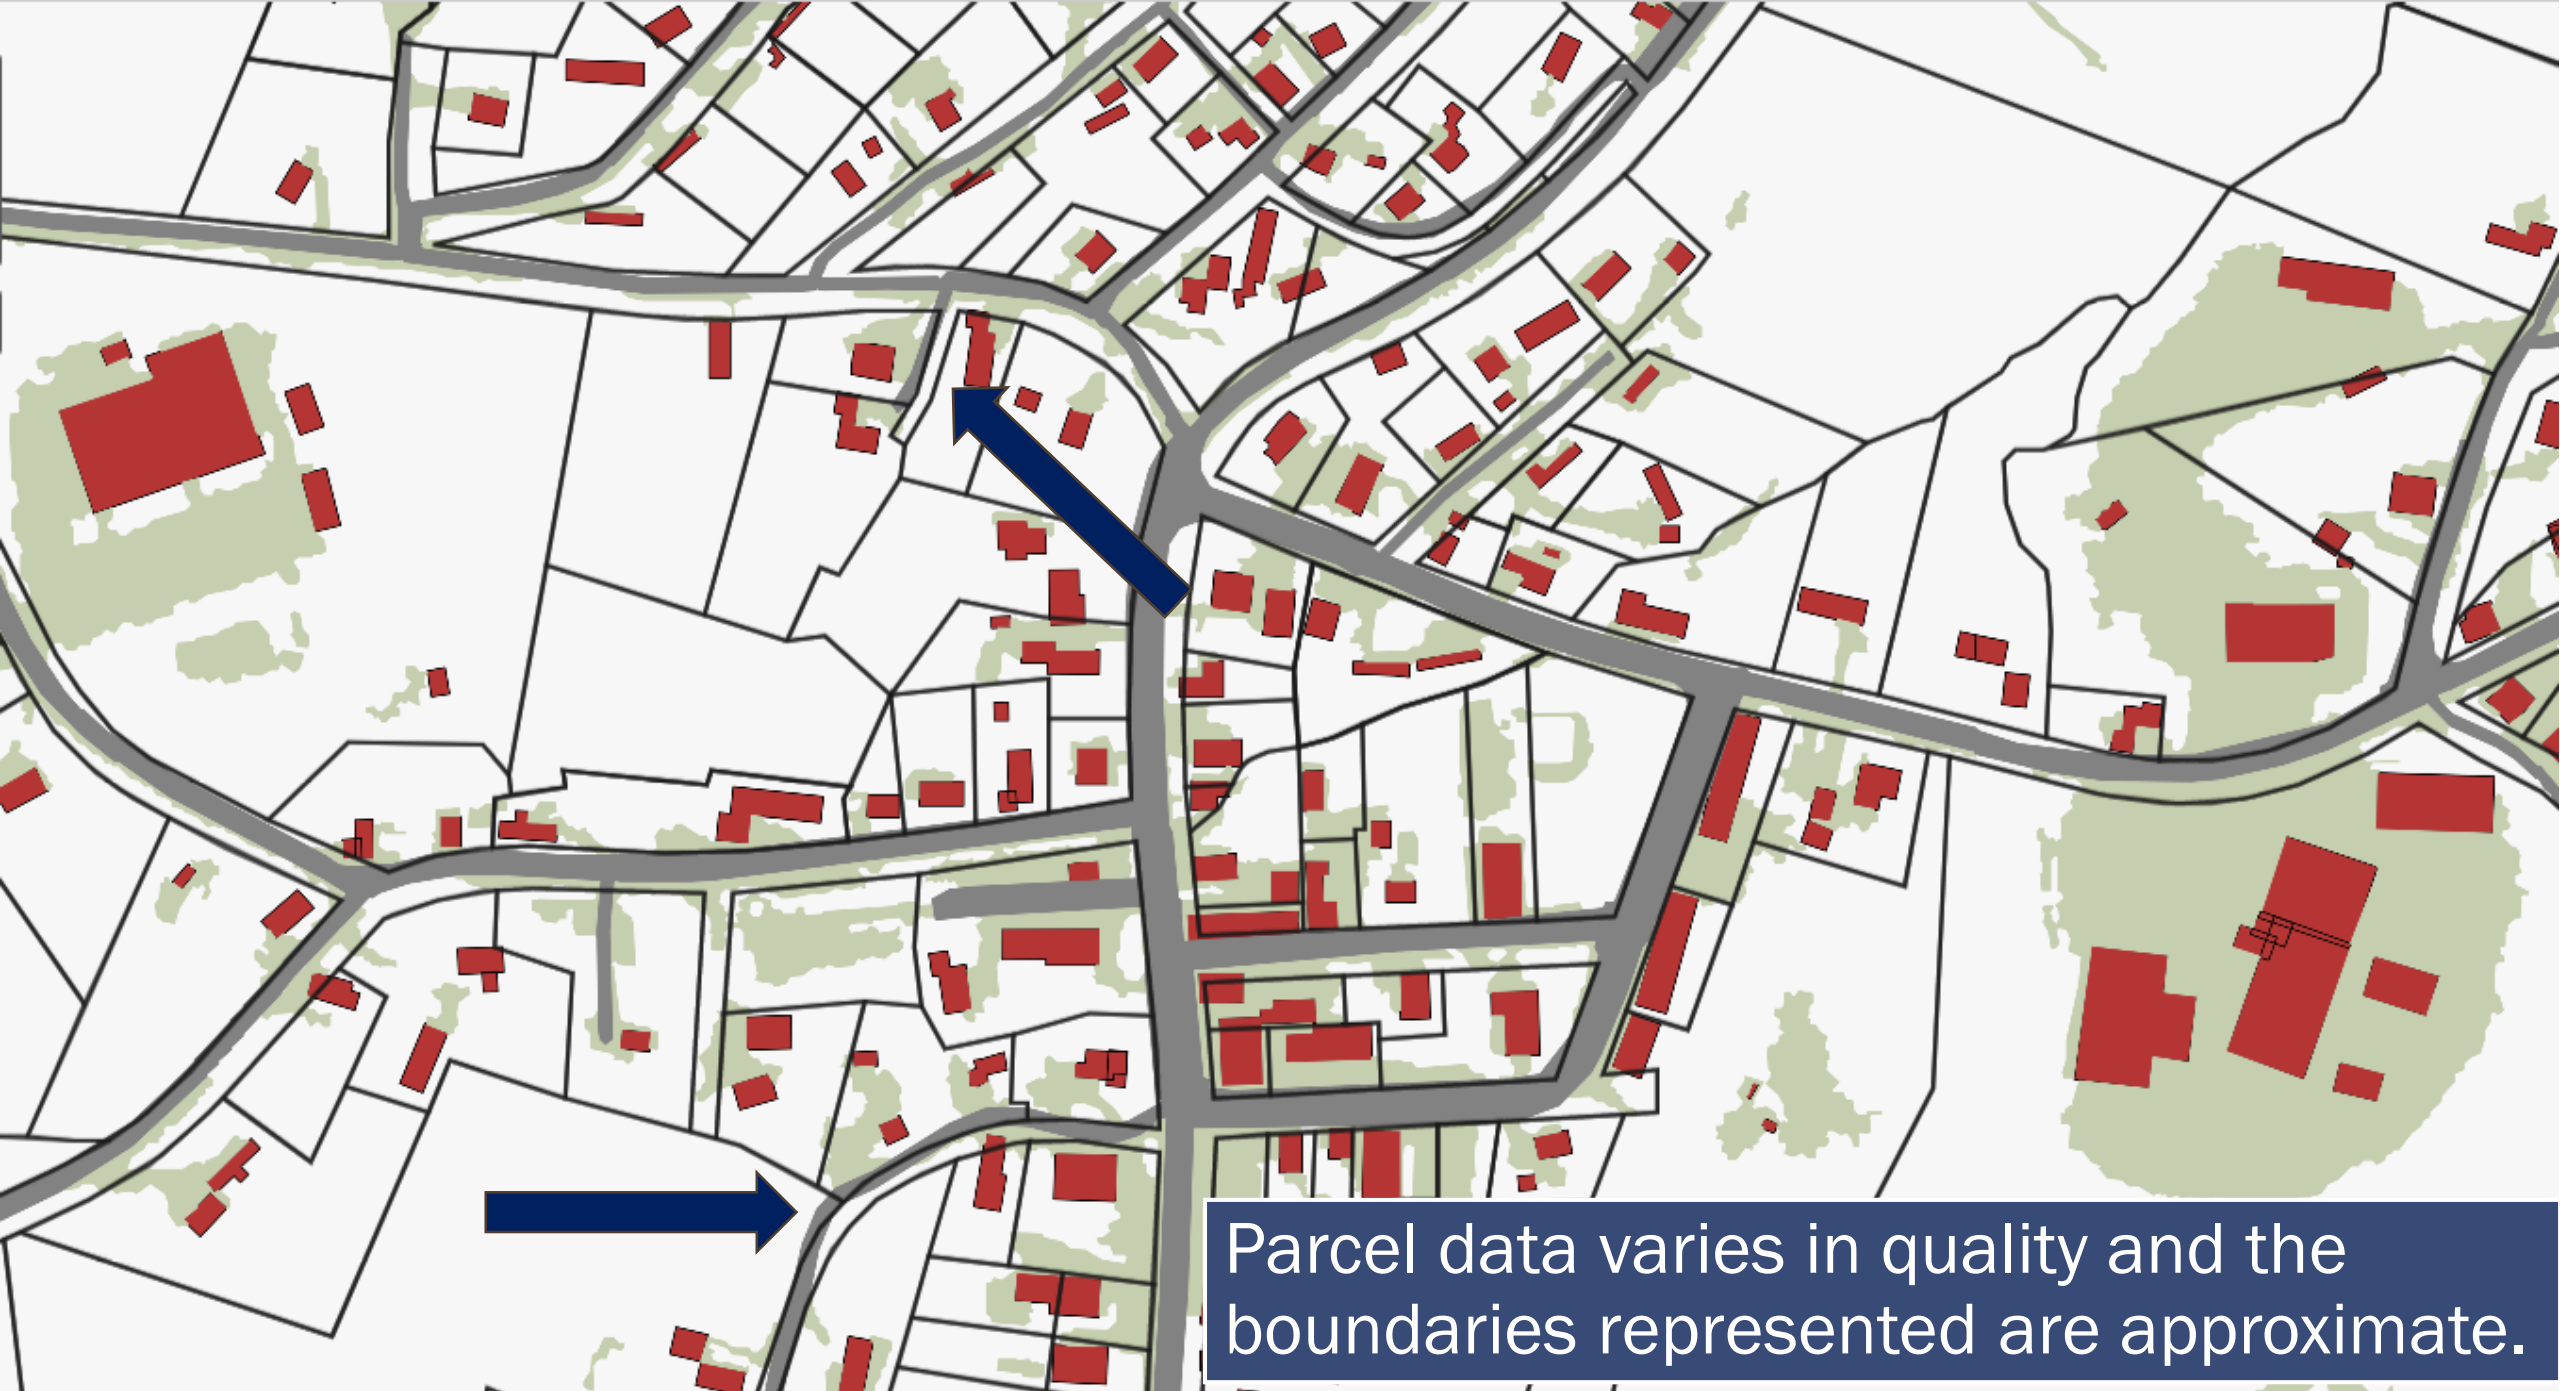 Parcel data varies in quality and the
boundaries represented are approximate.